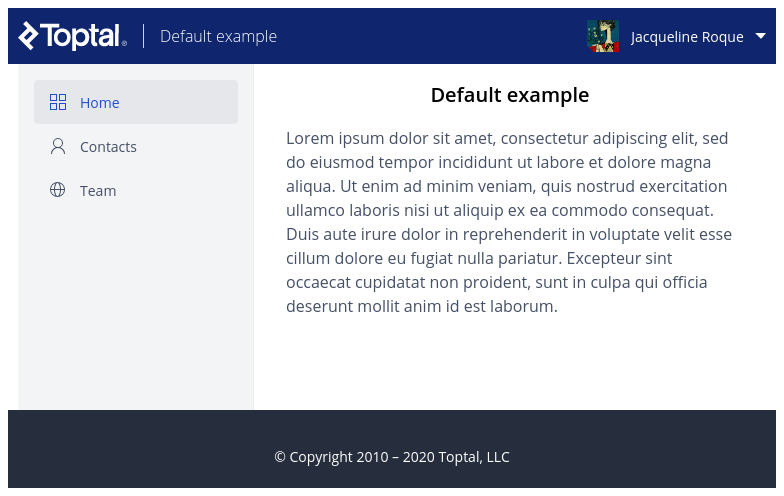 Toptal® Default example Jacqueline Roque
Home
Contacts
Team
Default example
Lorem ipsum dolor sit amet, consectetur adipiscing elit, sed
do eiusmod tempor incididunt ut labore et dolore magna
aliqua. Ut enim ad minim veniam, quis nostrud exercitation
ullamco laboris nisi ut aliquip ex ea commodo consequat.
Duis aute irure dolor in reprehenderit in voluptate velit esse
cillum dolore eu fugiat nulla pariatur. Excepteur sint
occaecat cupidatat non proident, sunt in culpa qui officia
deserunt mollit anim id est laborum.
© Copyright 2010 – 2020 Toptal, LLC